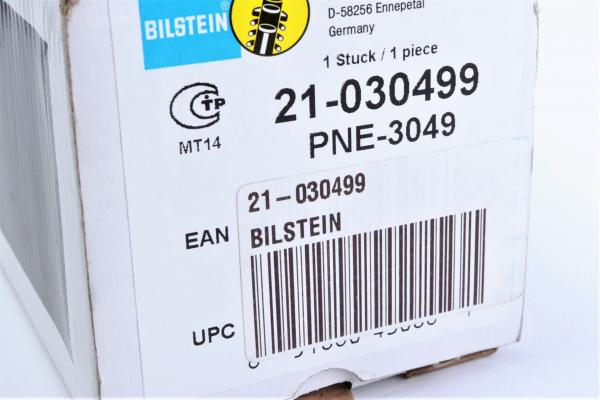 BILSTEIN
D-58256 Ennepetal
Germany
1 Stuck / 1 piece
21-030499
PNE-3049
MT14
21-030499
BILSTEIN
EAN
UPC